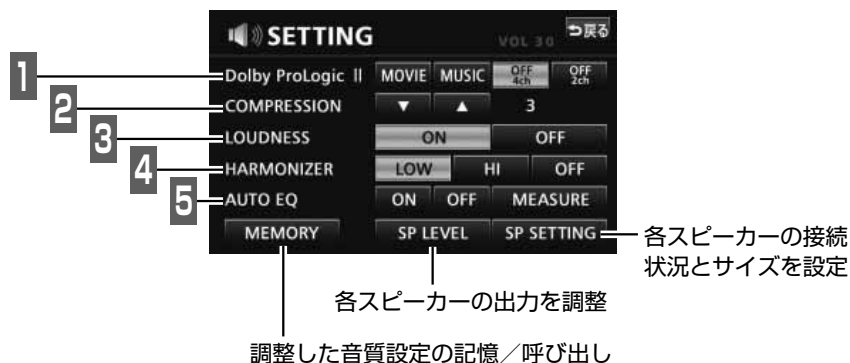 SETTING VOL 30 戻る
1 Dolby ProLogic II MOVIE MUSIC OFF 4ch OFF 2ch
2 COMPRESSION ▼ ▲ 3
3 LOUDNESS ON OFF
4 HARMONIZER LOW HI OFF
5 AUTO EQ ON OFF MEASURE
MEMORY SP LEVEL SP SETTING
各スピーカーの接続
状況とサイズを設定
各スピーカーの出力を調整
調整した音質設定の記憶／呼び出し